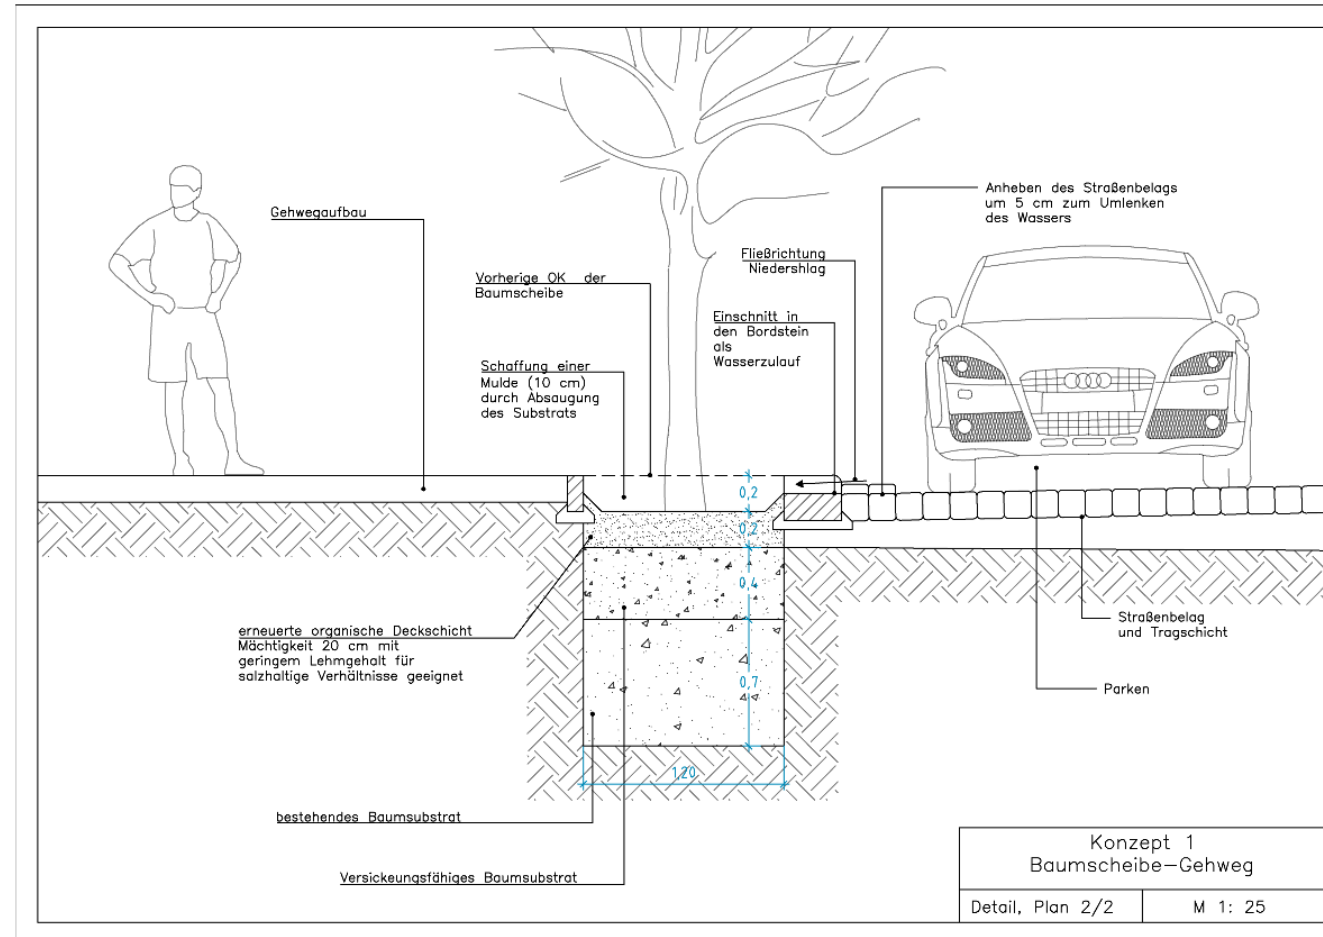 Anheben des Straßenbelags
um 5 cm zum Umlenken
des Wassers
Gehwegaufbau
Fließrichtung
Niedershlag
Vorherige OK der
Baumscheibe
Einschnitt in
den Bordstein
als
Wasserzulauf
Schaffung einer
Mulde (10 cm)
durch Absaugung
des Substrats
0,2
0,2
0,4
erneuerte organische Deckschicht
Mächtigkeit 20 cm mit
geringem Lehmgehalt für
salzhaltige Verhältnisse geeignet
Straßenbelag
und Tragschicht
0,7
Parken
1,20
bestehendes Baumsubstrat
Versickeungsfähiges Baumsubstrat
Konzept 1
Baumscheibe-Gehweg
Detail, Plan 2/2
M 1: 25